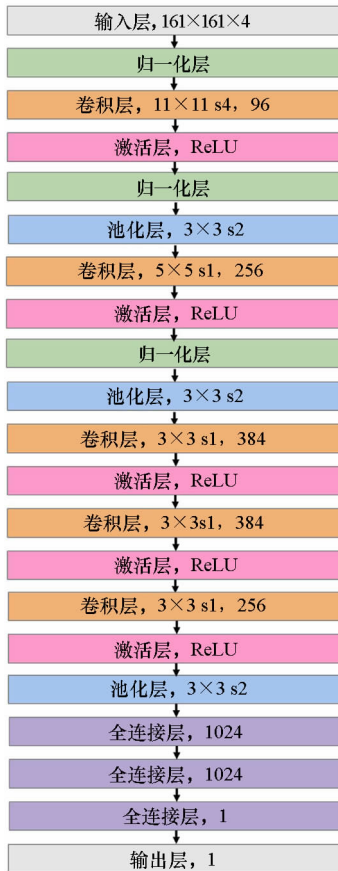 输入层, 161×161×4
归一化层
卷积层, 11×11 s4, 96
激活层, ReLU
归一化层
池化层, 3×3 s2
卷积层, 5×5 s1, 256
激活层, ReLU
归一化层
池化层, 3×3 s2
卷积层, 3×3 s1, 384
激活层, ReLU
卷积层, 3×3s1, 384
激活层, ReLU
卷积层, 3×3 s1, 256
激活层, ReLU
池化层, 3×3 s2
全连接层, 1024
全连接层, 1024
全连接层, 1
输出层, 1